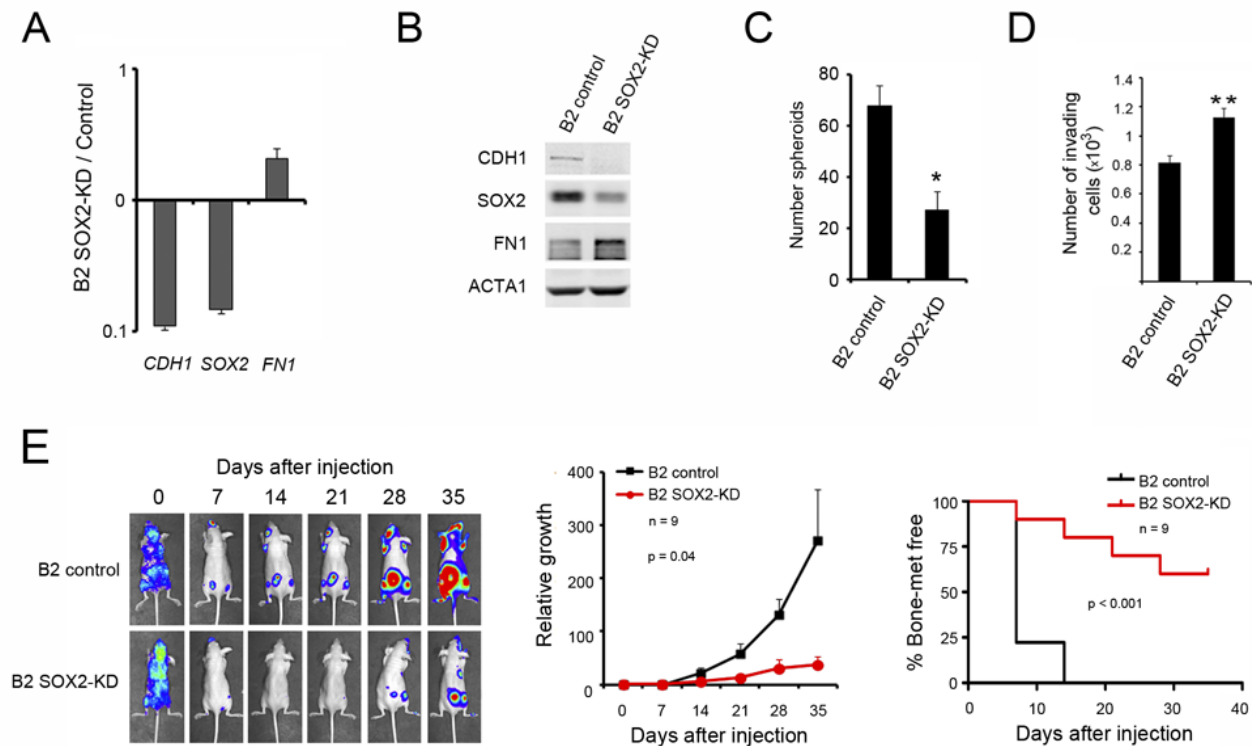 A
B2 SOX2-KD / Control
1
0
0.1
CDH1 SOX2 FN1
B
B2 control
B2 SOX2-KD
CDH1
SOX2
FN1
ACTA1
C
Number spheroids
80
60
40
20
0
*
B2 control
B2 SOX2-KD
D
Number of invading
cells (x10³)
1.4
1.2
1
0.8
0.6
0.4
0.2
**
B2 control
B2 SOX2-KD
E
Days after injection
0 7 14 21 28 35
B2 control
B2 SOX2-KD
Relative growth
400
300
200
100
0
B2 control
B2 SOX2-KD
n = 9
p = 0.04
0 7 14 21 28 35
Days after injection
% Bone-met free
100
75
50
25
0
B2 control
B2 SOX2-KD
n = 9
p < 0.001
0 10 20 30 40
Days after injection